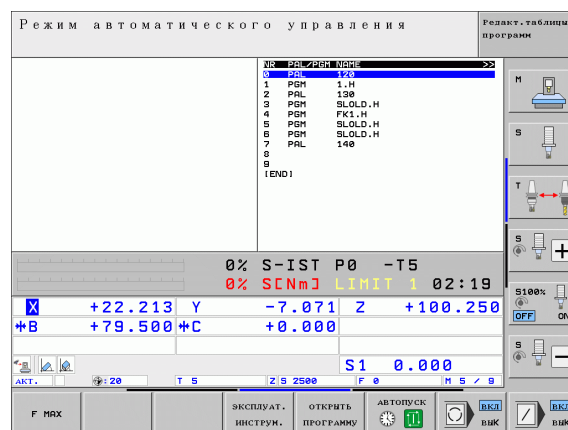 Режим автоматического управления
Редакт.таблицы
программ
NR PAL/PGM NAME >>
0 PAL 120
1 PGM 1.H
2 PAL 130
3 PGM SLOLD.H
4 PGM FK1.H
5 PGM SLOLD.H
6 PGM SLOLD.H
7 PAL 140
8
9
[END]
M
S
T
S
S100%
OFF ON
S
0% S-IST P0 -T5
0% S[Nm] LIMIT 1 02:19
X +22.213 Y -7.071 Z +100.250
B +79.500 C +0.000
S1 0.000
АКТ. : 20 T 5 Z S 2500 F 0 M 5 / 9
F MAX
ЭКСПЛУАТ.
ИНСТРУМ.
ОТКРЫТЬ
ПРОГРАММУ
АВТОПУСК
ВКЛ
ВЫК
ВКЛ
ВЫК